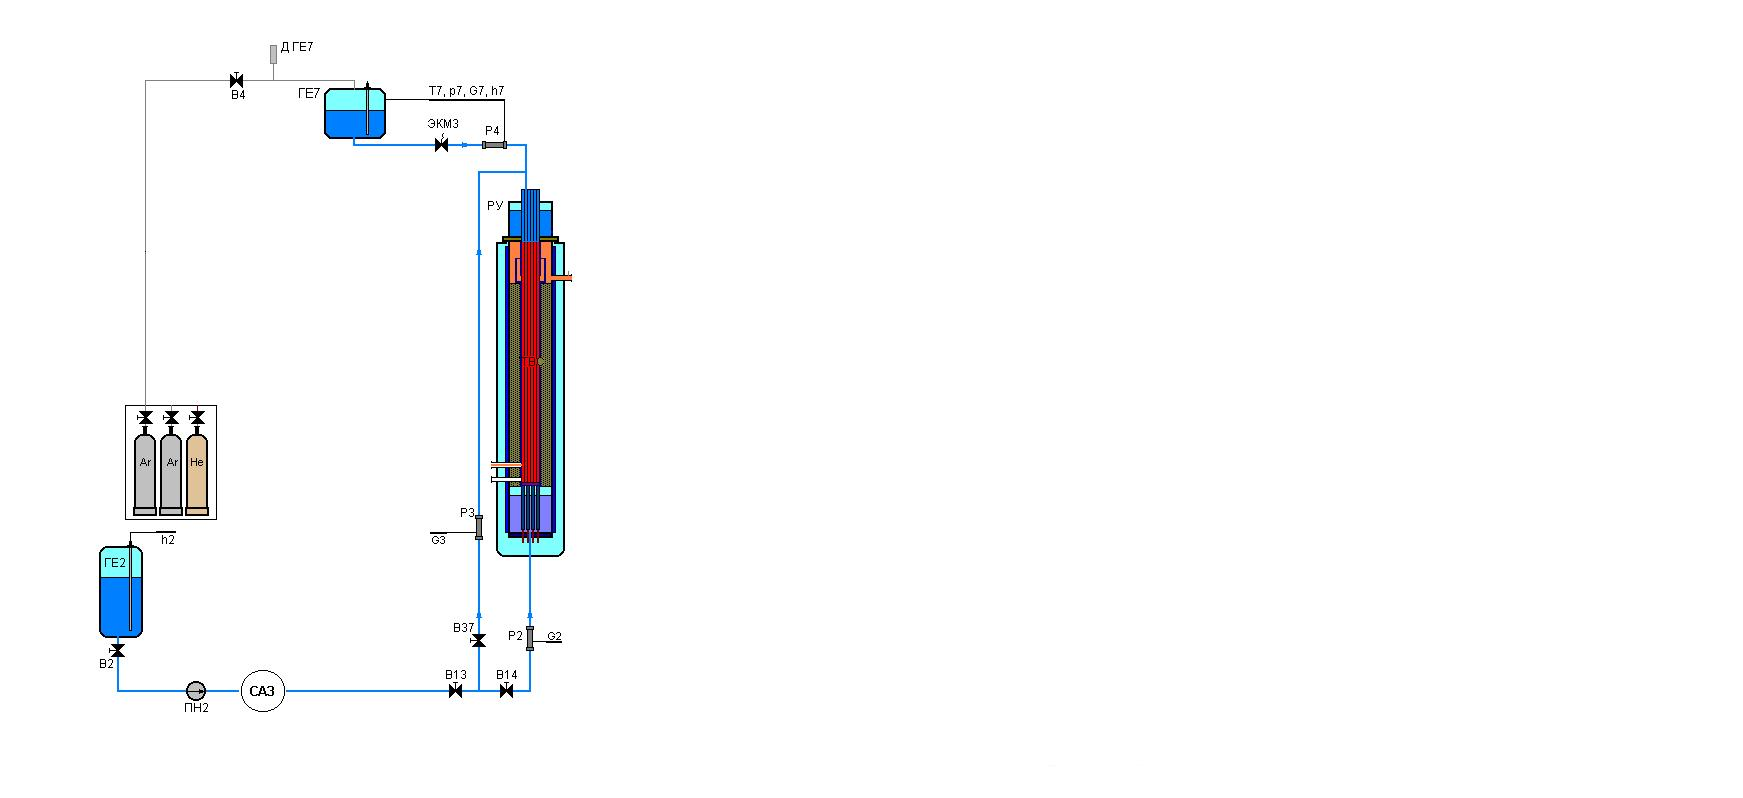 Д ГЕ7
В4
ГЕ7
T7, p7, G7, h7
ЭКМ3
Р4
РУ
Ar
Ar
He
Р3
G3
h2
ГЕ2
В37
Р2
G2
В2
В13
В14
САЗ
ПН2